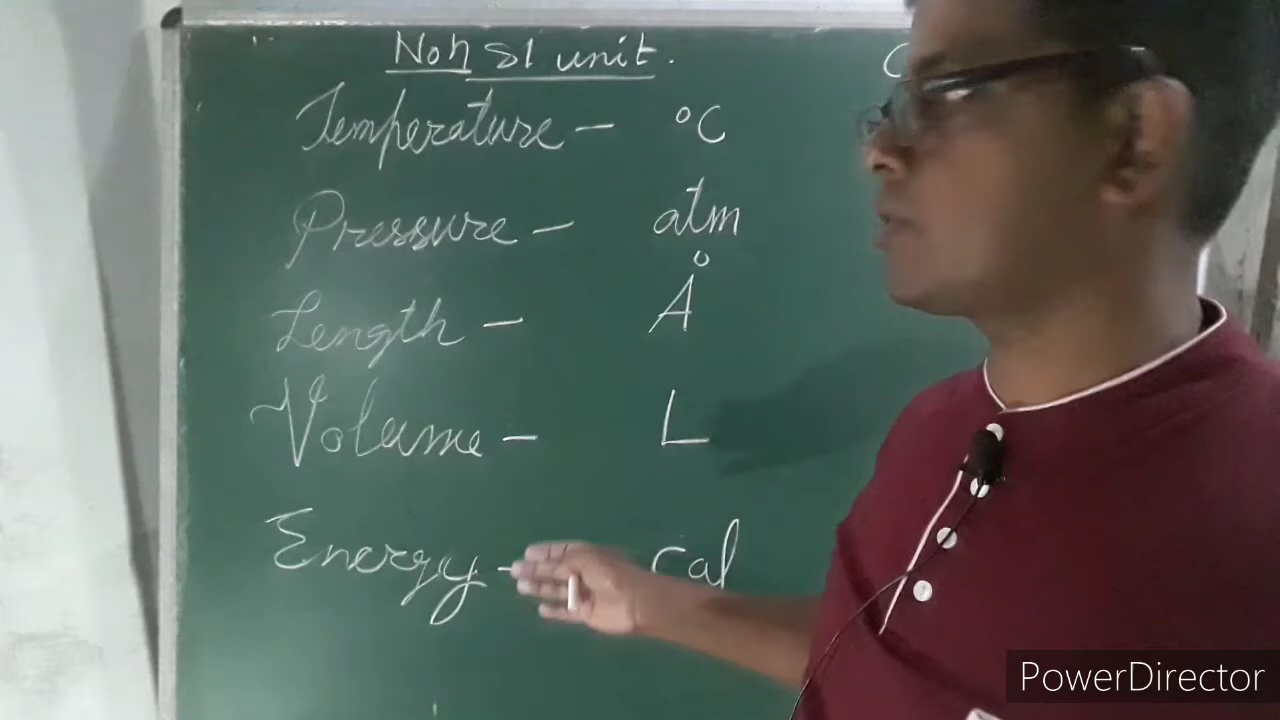 Non SI unit.
Temperature – °C
Pressure – atm
Length – Å
Volume – L
Energy – cal
PowerDirector